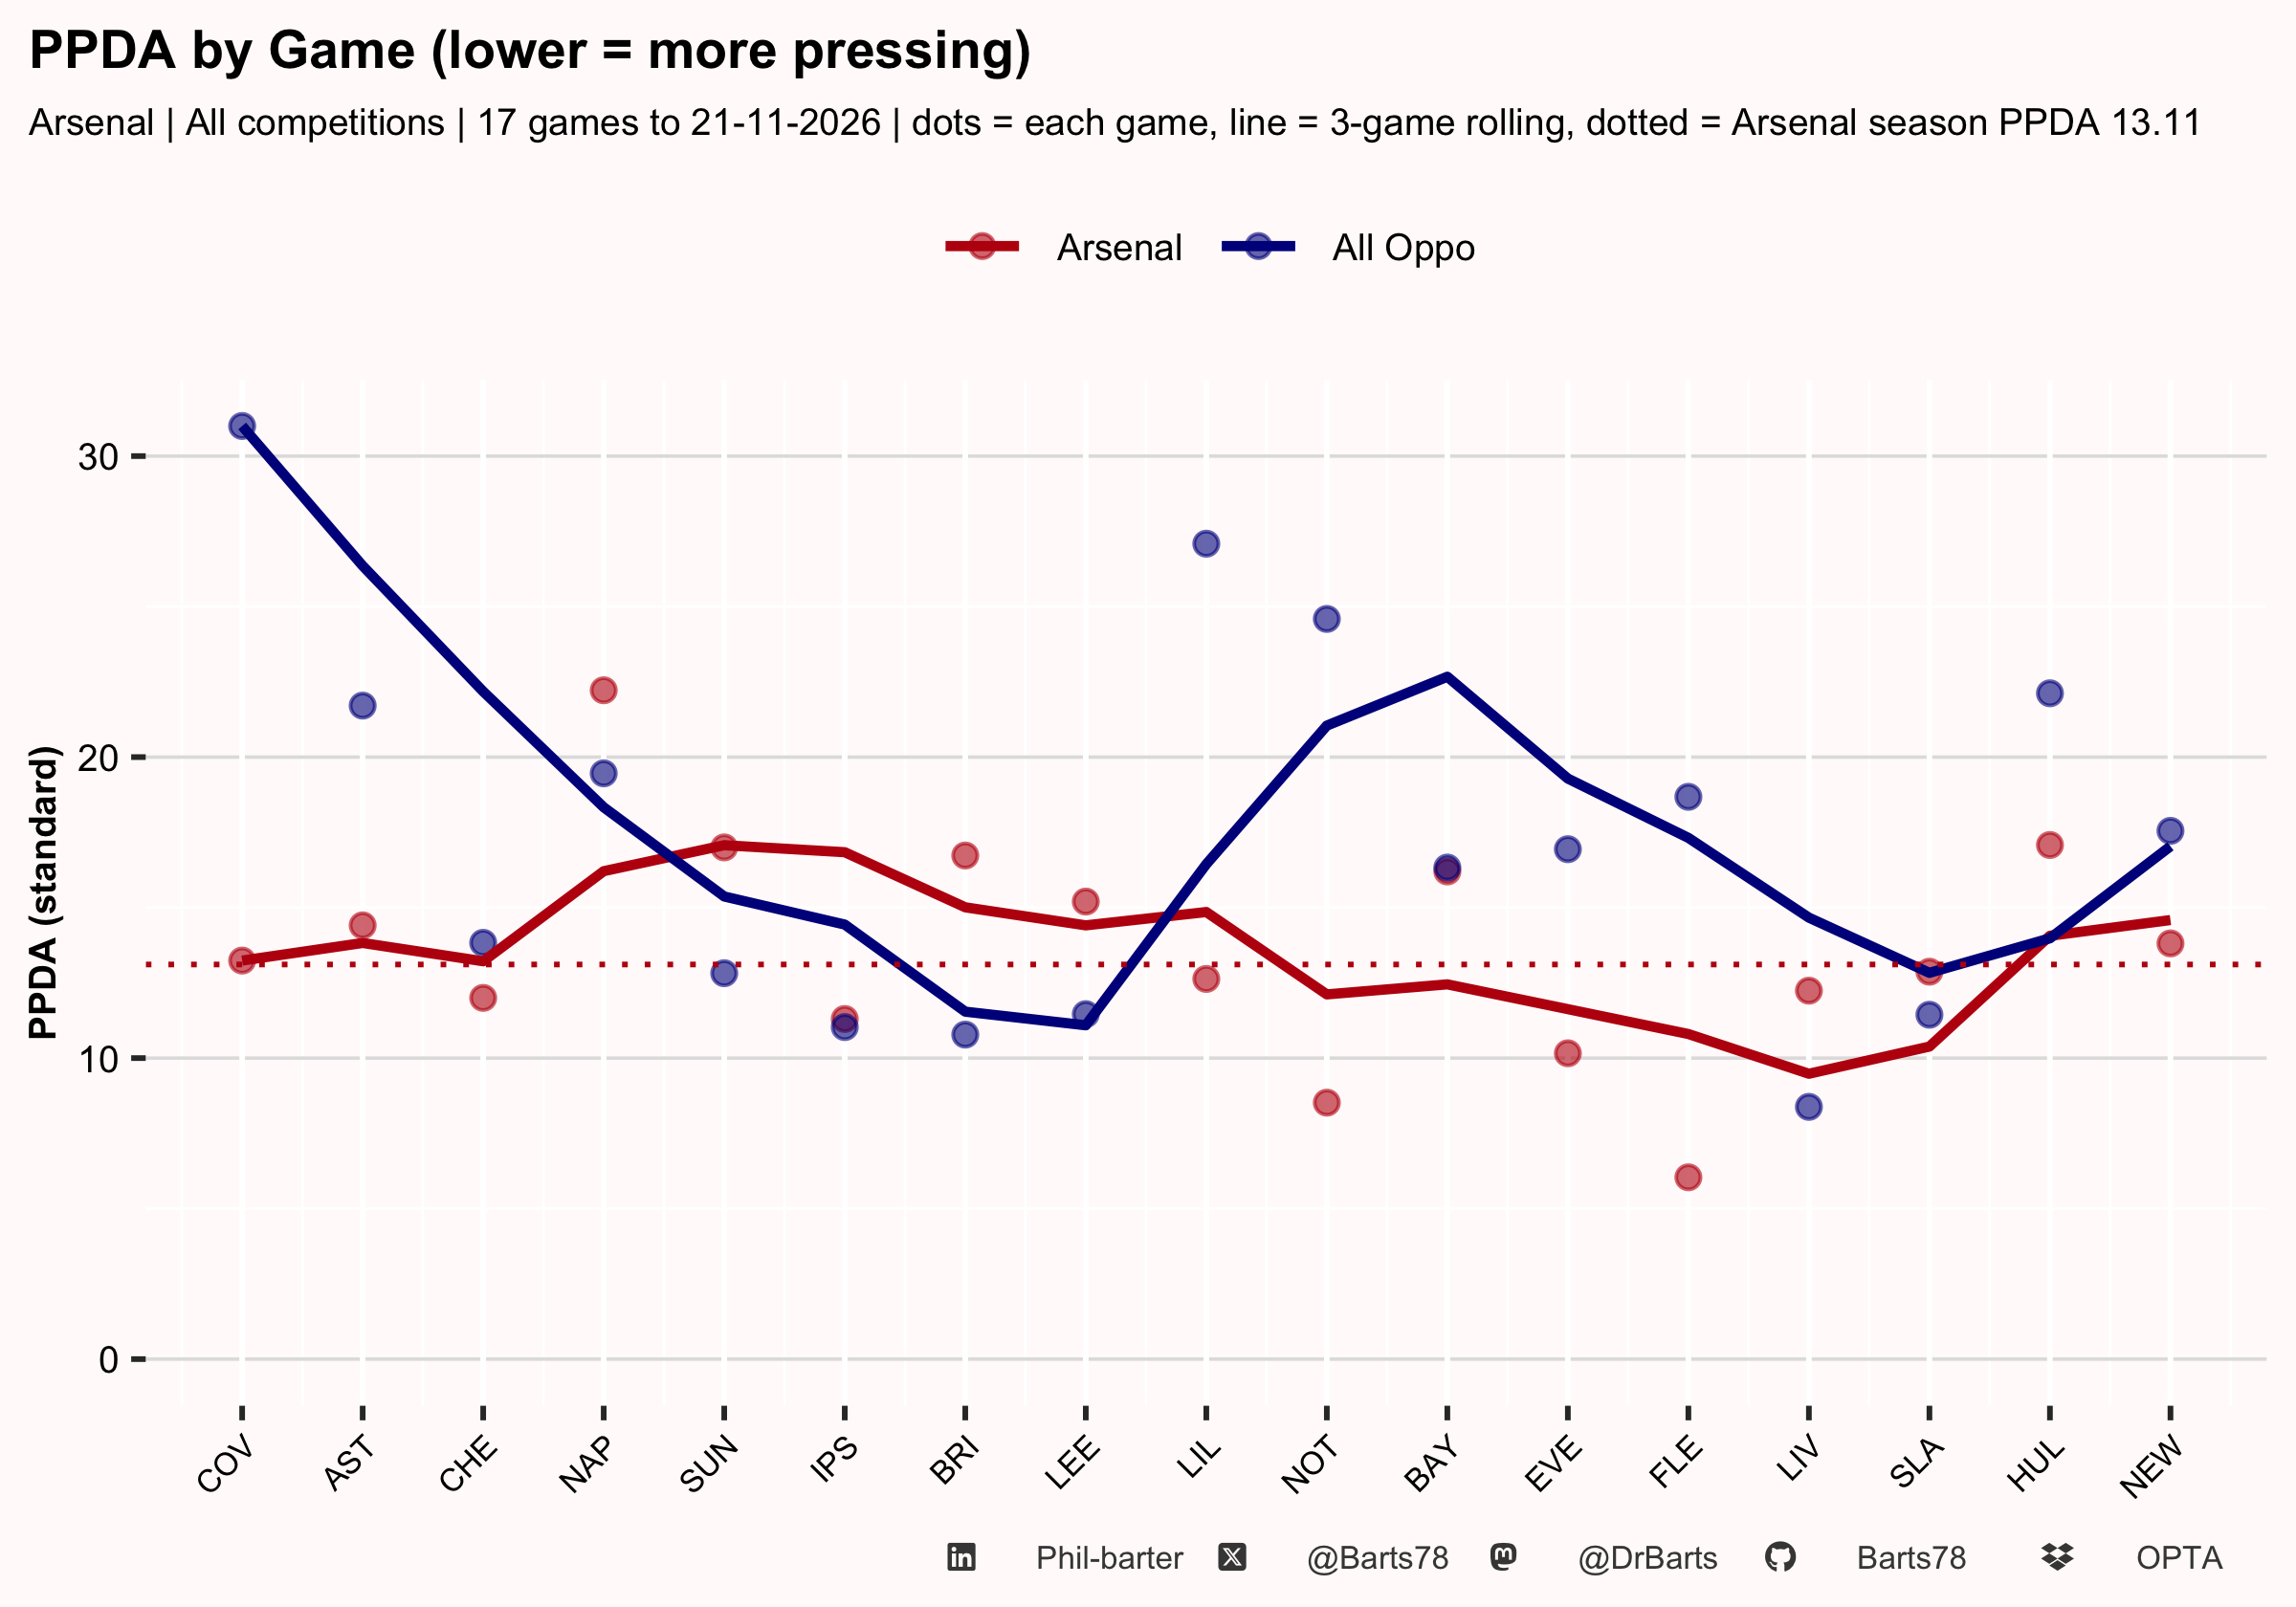 PPDA by Game (lower = more pressing)
Arsenal | All competitions | 17 games to 21-11-2026 | dots = each game, line = 3-game rolling, dotted = Arsenal season PPDA 13.11
Arsenal All Oppo
PPDA (standard)
30
20
10
0
COV AST CHE NAP SUN IPS BRI LEE LIL NOT BAY EVE FLE LIV SLA HUL NEW
Phil-barter @Barts78 @DrBarts Barts78 OPTA